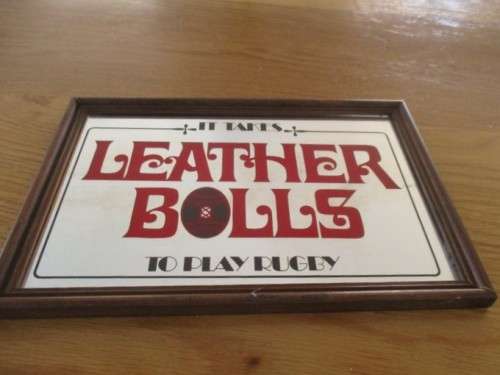 IT TAKES
LEATHER
BOLLS
TO PLAY RUGBY